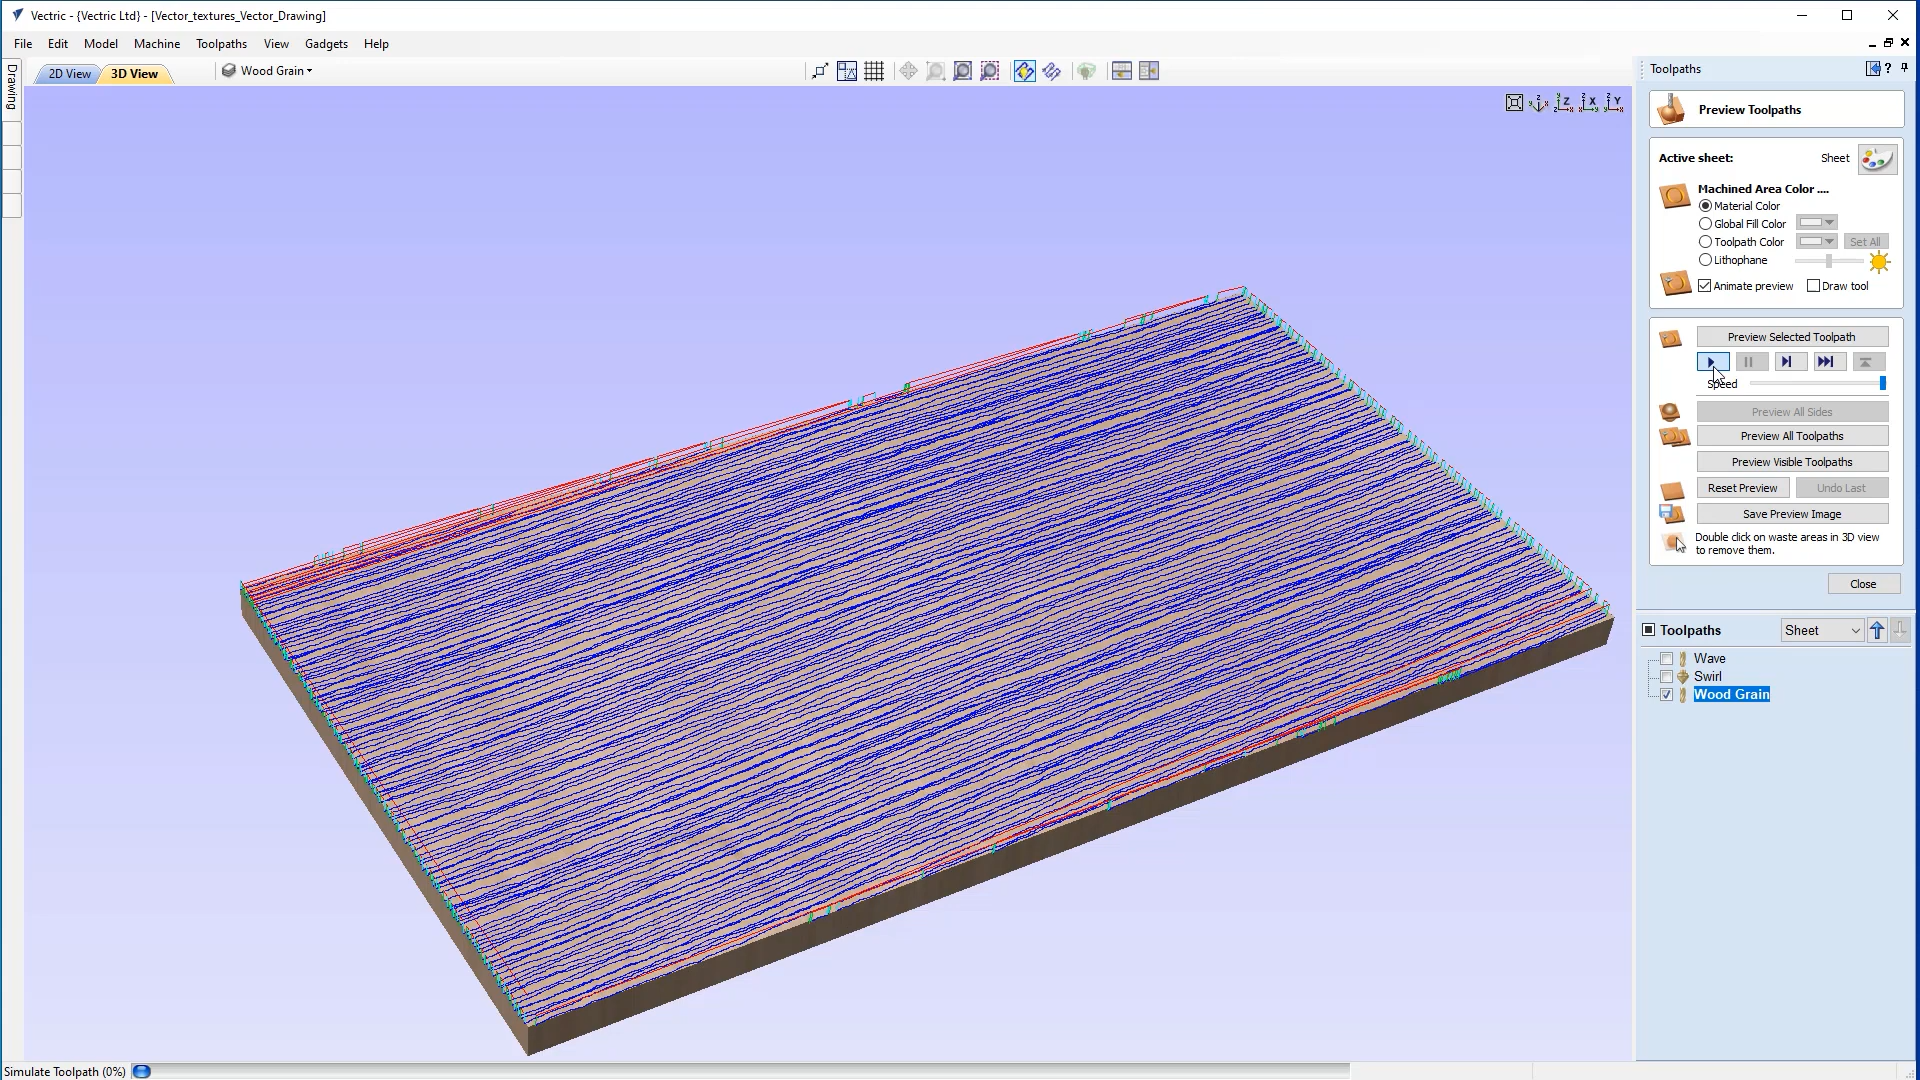 Vectric - {Vectric Ltd} - [Vector_textures_Vector_Drawing]
File Edit Model Machine Toolpaths View Gadgets Help
Drawing
2D View 3D View Wood Grain
Toolpaths ?
Z X Y
Preview Toolpaths
Active sheet: Sheet
Machined Area Color ....
Material Color
Global Fill Color
Toolpath Color Set All
Lithophane
Animate preview Draw tool
Preview Selected Toolpath
Speed
Preview All Sides
Preview All Toolpaths
Preview Visible Toolpaths
Reset Preview Undo Last
Save Preview Image
Double click on waste areas in 3D view
to remove them.
Close
Toolpaths Sheet
Wave
Swirl
Wood Grain
Simulate Toolpath (0%)